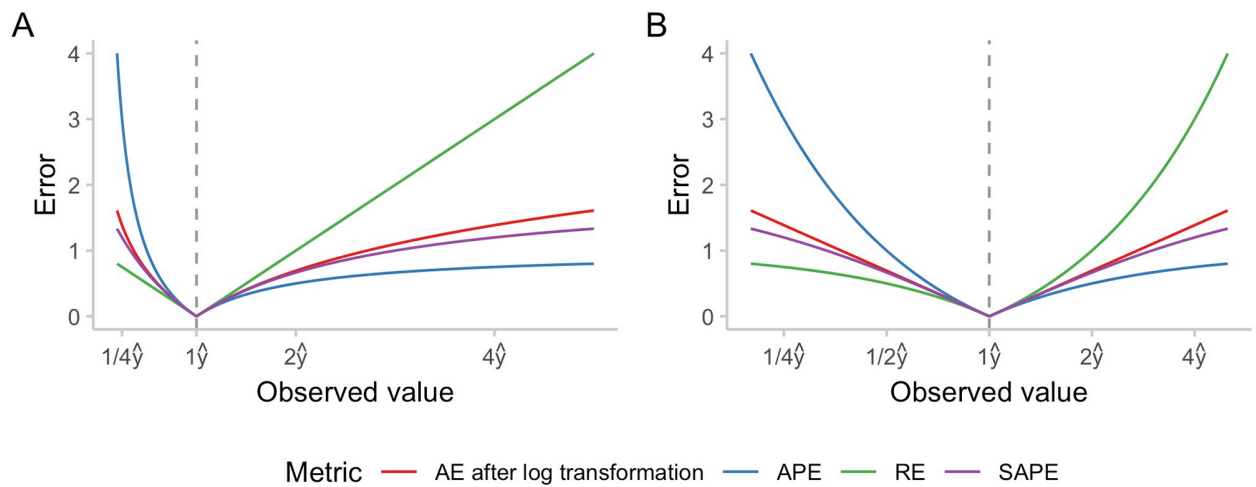 A
B
4
3
2
1
0
Error
1/4ŷ
1ŷ
2ŷ
4ŷ
Observed value
4
3
2
1
0
Error
1/4ŷ
1/2ŷ
1ŷ
2ŷ
4ŷ
Observed value
Metric AE after log transformation APE RE SAPE